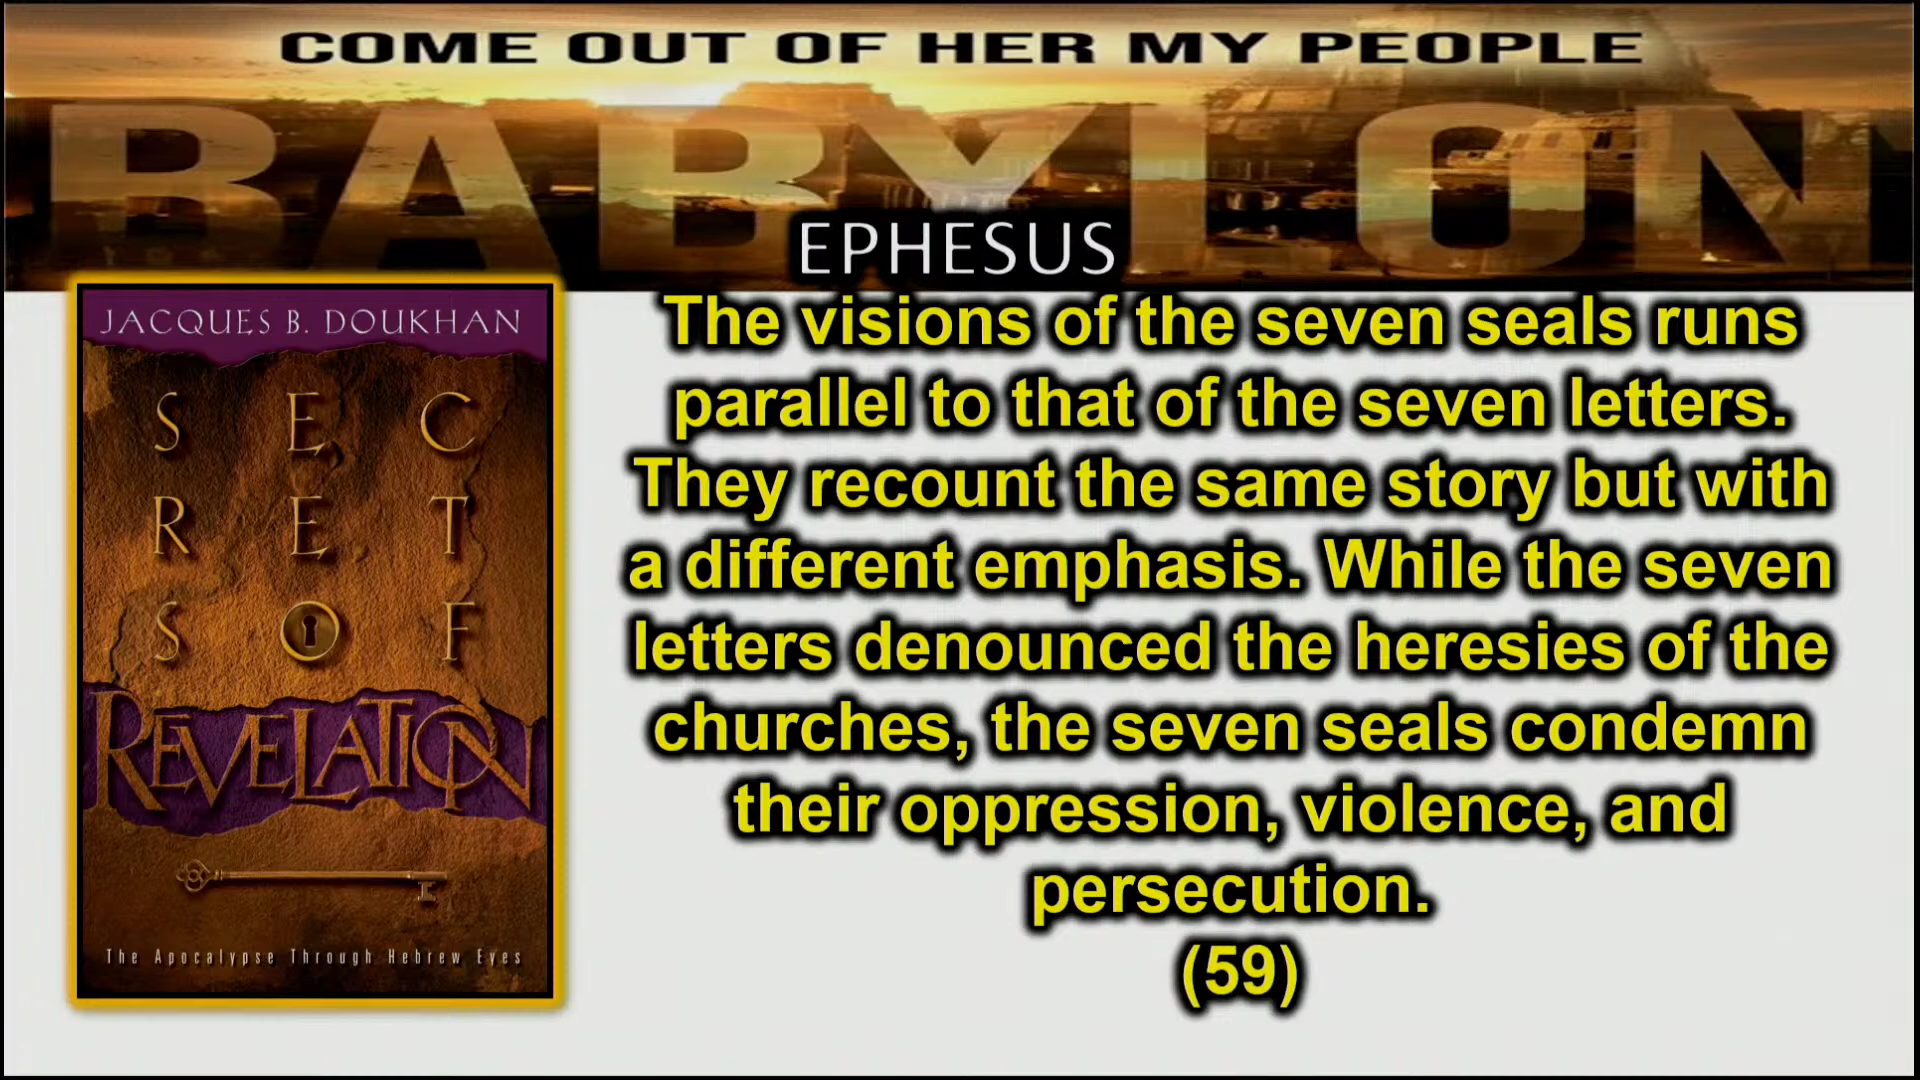 COME OUT OF HER MY PEOPLE
BABYLON
EPHESUS
JACQUES B. DOUKHAN
S E C
R E T
S O F
REVELATION
The Apocalypse Through Hebrew Eyes
The visions of the seven seals runs
parallel to that of the seven letters.
They recount the same story but with
a different emphasis. While the seven
letters denounced the heresies of the
churches, the seven seals condemn
their oppression, violence, and
persecution.
(59)